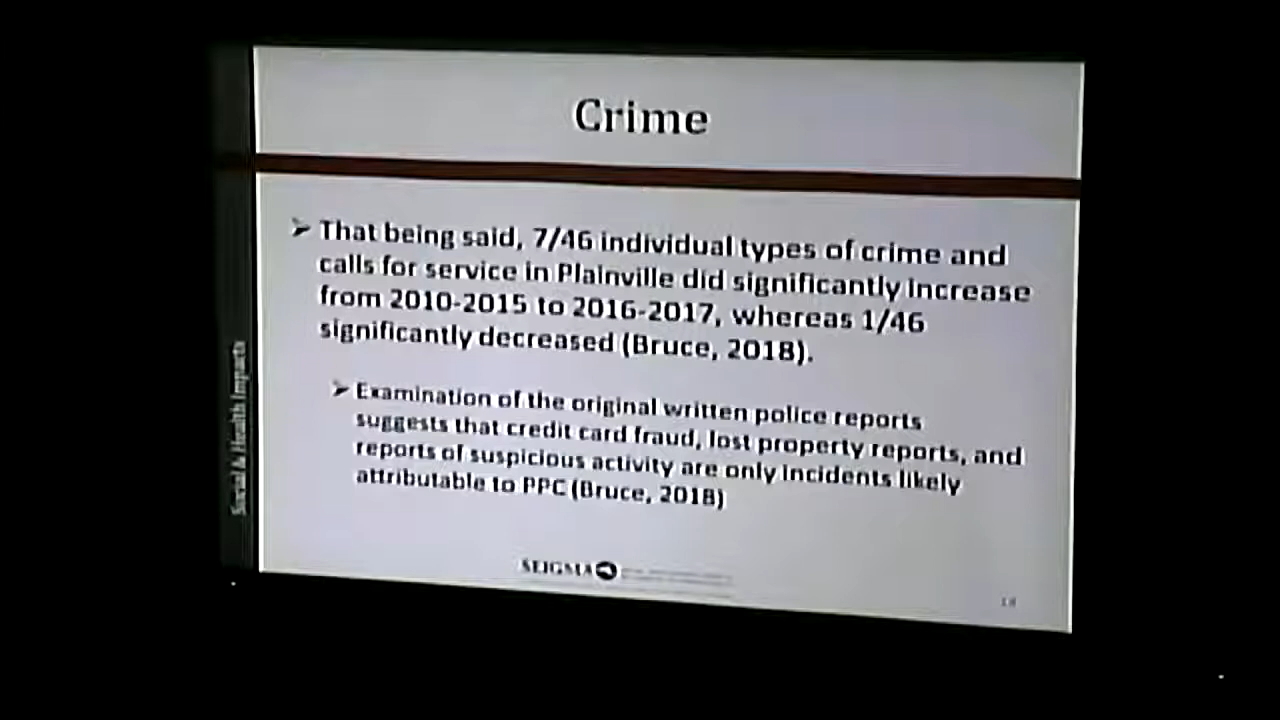 Crime
➢ That being said, 7/46 individual types of crime and
calls for service in Plainville did significantly increase
from 2010-2015 to 2016-2017, whereas 1/46
significantly decreased (Bruce, 2018).
➢ Examination of the original written police reports
suggests that credit card fraud, lost property reports, and
reports of suspicious activity are only incidents likely
attributable to PPC (Bruce, 2018)
Social & Health Impacts
SEIGMA